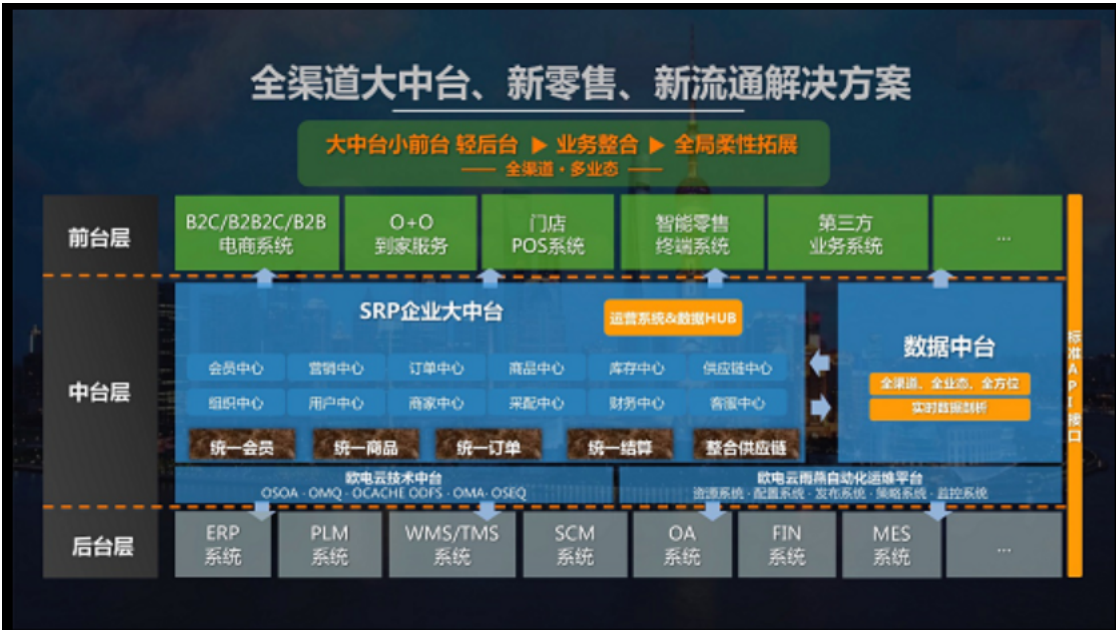 全渠道大中台、新零售、新流通解决方案
大中台小前台 轻后台 ▶ 业务整合 ▶ 全局柔性拓展
全渠道·多业态
前台层
B2C/B2B2C/B2B
电商系统
O+O
到家服务
门店
POS系统
智能零售
终端系统
第三方
业务系统
...
中台层
SRP企业大中台
运营系统&数据HUB
会员中心
营销中心
订单中心
商品中心
库存中心
供应链中心
组织中心
用户中心
商家中心
采配中心
财务中心
客服中心
统一会员
统一商品
统一订单
统一结算
整合供应链
数据中台
全渠道、全业态、全方位
实时数据剖析
欧电云技术中台
OSOA·OMQ·OCACHE ODFS·OMA·OSEQ
欧电云雨燕自动化运维平台
资源系统·配置系统·发布系统·策略系统·监控系统
标准API接口
后台层
ERP
系统
PLM
系统
WMS/TMS
系统
SCM
系统
OA
系统
FIN
系统
MES
系统
...